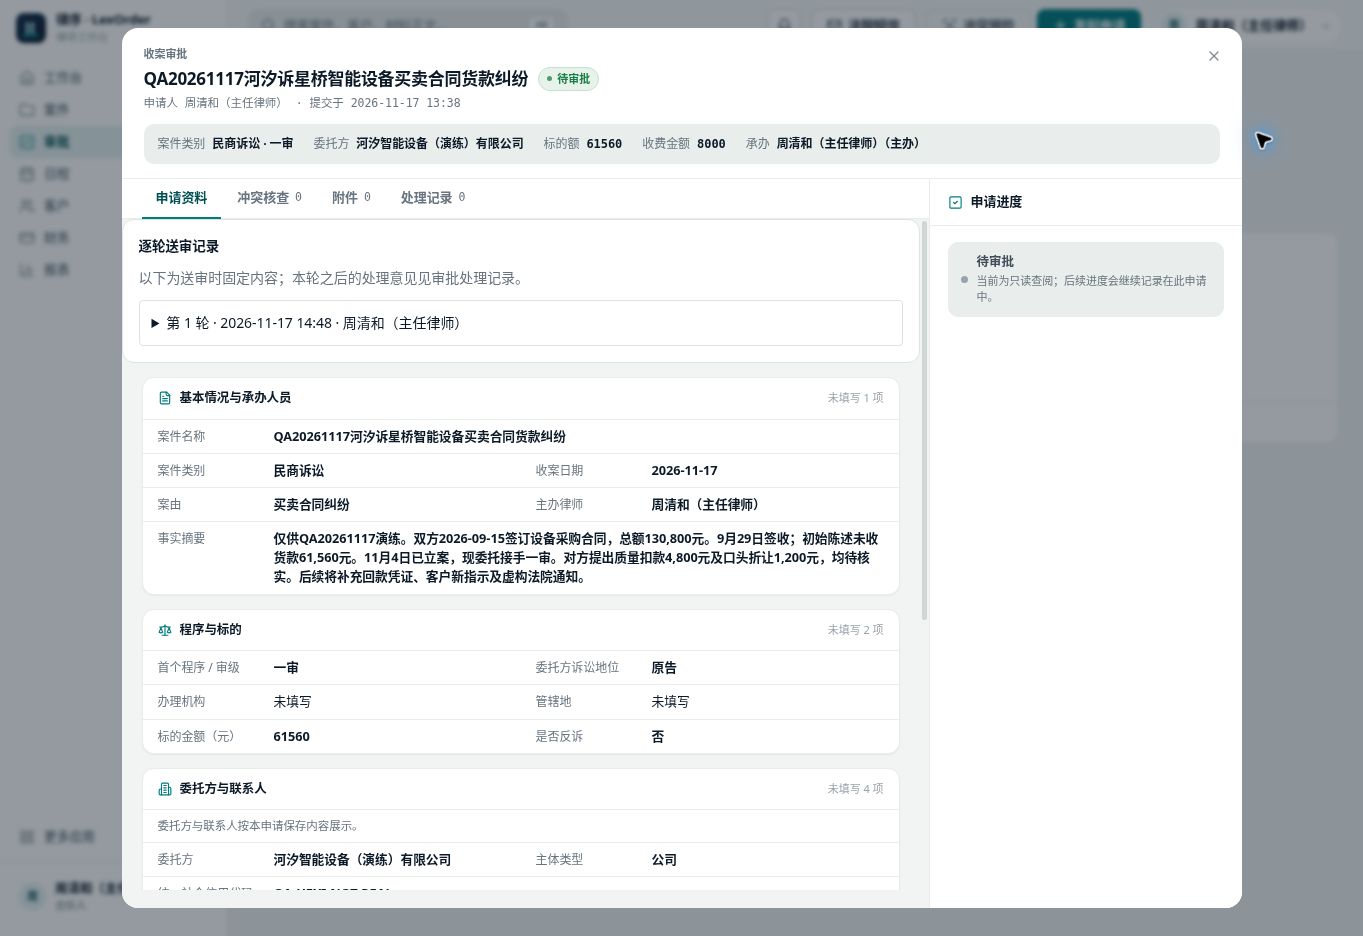 律序 · LexOrder
工作台
案件
审批
日程
客户
财务
报表
更多应用
收案审批
QA20261117河汐诉星桥智能设备买卖合同货款纠纷
待审批
申请人 周清和（主任律师） · 提交于 2026-11-17 13:38
案件类别 民商诉讼 · 一审 委托方 河汐智能设备（演练）有限公司 标的额 61560 收费金额 8000 承办 周清和（主任律师）（主办）
申请资料 冲突核查 0 附件 0 处理记录 0
逐轮送审记录
以下为送审时固定内容；本轮之后的处理意见见审批处理记录。
▶ 第 1 轮 · 2026-11-17 14:48 · 周清和（主任律师）
基本情况与承办人员 未填写 1 项
案件名称 QA20261117河汐诉星桥智能设备买卖合同货款纠纷
案件类别 民商诉讼 收案日期 2026-11-17
案由 买卖合同纠纷 主办律师 周清和（主任律师）
事实摘要 仅供QA20261117演练。双方2026-09-15签订设备采购合同，总额130,800元。9月29日签收；初始陈述未收
货款61,560元。11月4日已立案，现委托接手一审。对方提出质量扣款4,800元及口头折让1,200元，均待核
实。后续将补充回款凭证、客户新指示及虚构法院通知。
程序与标的 未填写 2 项
首个程序 / 审级 一审 委托方诉讼地位 原告
办理机构 未填写 管辖地 未填写
标的金额（元） 61560 是否反诉 否
委托方与联系人 未填写 4 项
委托方与联系人按本申请保存内容展示。
委托方 河汐智能设备（演练）有限公司 主体类型 公司
申请进度
待审批
当前为只读查阅；后续进度会继续记录在此申请
中。